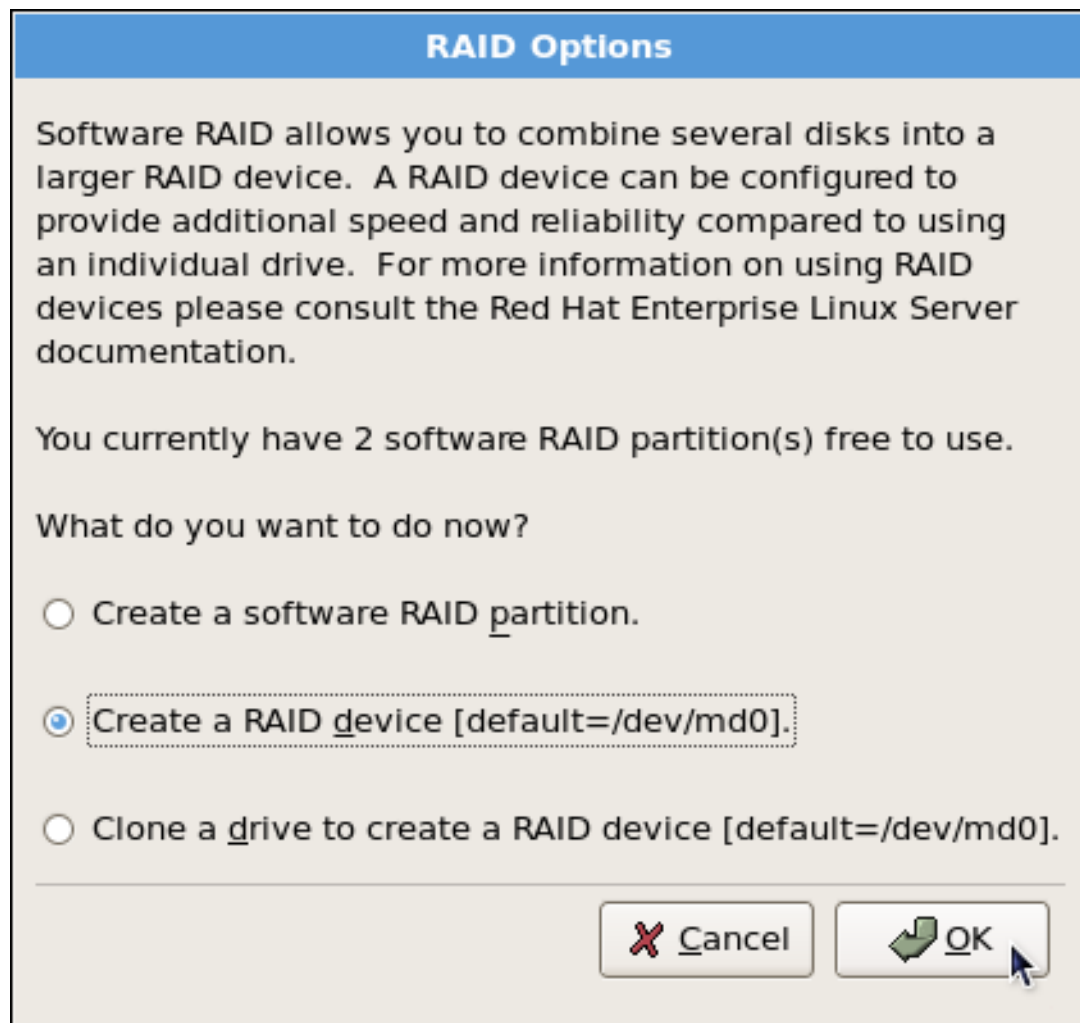 RAID Options
Software RAID allows you to combine several disks into a
larger RAID device.  A RAID device can be configured to
provide additional speed and reliability compared to using
an individual drive.  For more information on using RAID
devices please consult the Red Hat Enterprise Linux Server
documentation.
You currently have 2 software RAID partition(s) free to use.
What do you want to do now?
Create a software RAID partition.
Create a RAID device [default=/dev/md0].
Clone a drive to create a RAID device [default=/dev/md0].
Cancel
OK